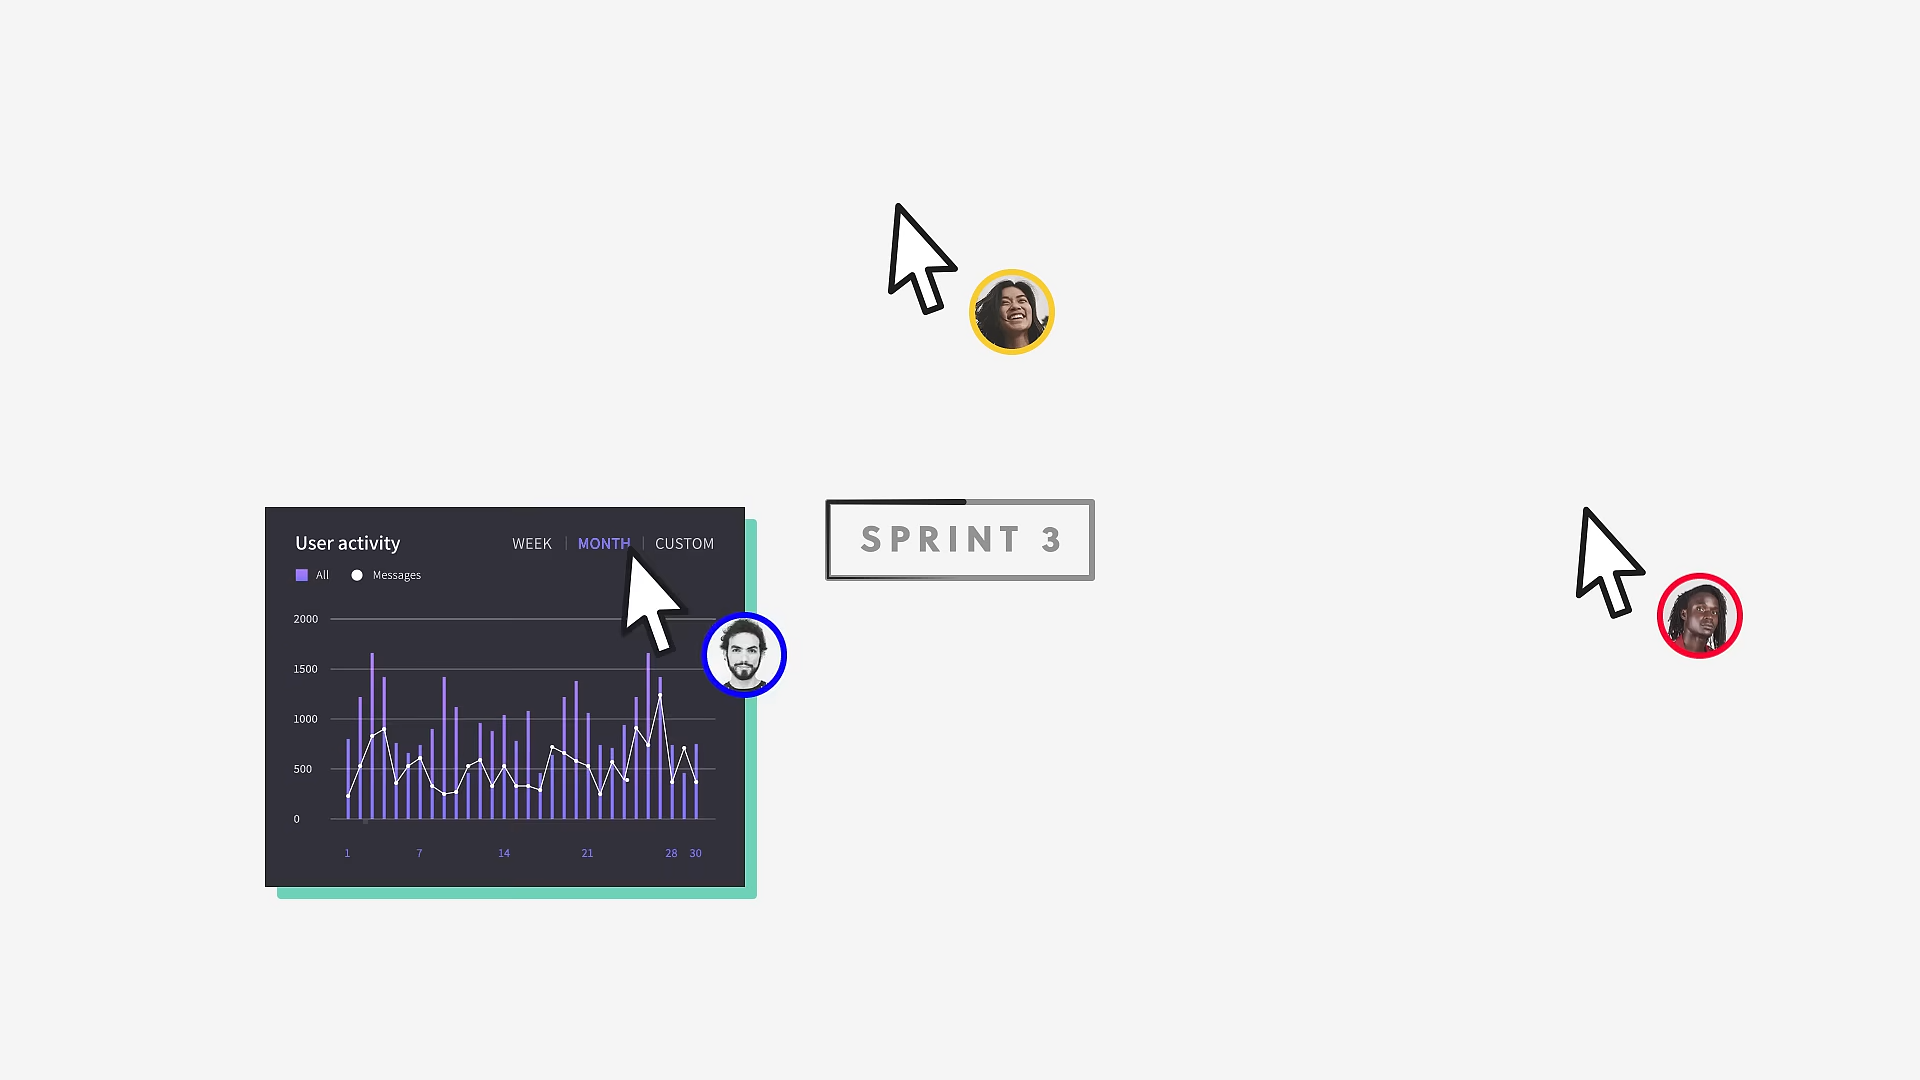 SPRINT 3
User activity
WEEK | MONTH | CUSTOM
All
Messages
2000
1500
1000
500
0
1 7 14 21 28 30